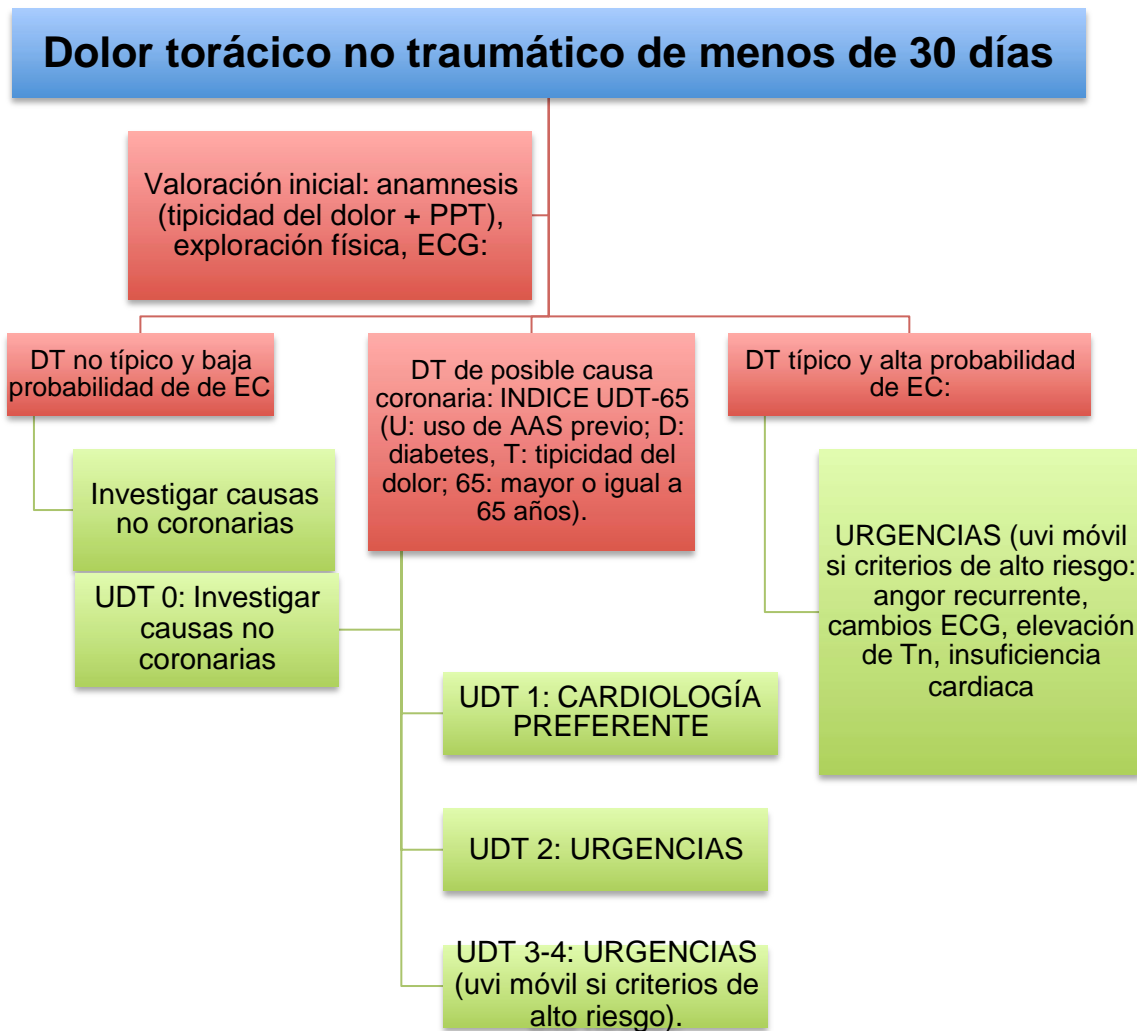 Dolor torácico no traumático de menos de 30 días
Valoración inicial: anamnesis
(tipicidad del dolor + PPT),
exploración física, ECG:
DT no típico y baja
probabilidad de de EC
Investigar causas
no coronarias
UDT 0: Investigar
causas no
coronarias
DT de posible causa
coronaria: INDICE UDT-65
(U: uso de AAS previo; D:
diabetes, T: tipicidad del
dolor; 65: mayor o igual a
65 años).
UDT 1: CARDIOLOGÍA
PREFERENTE
UDT 2: URGENCIAS
UDT 3-4: URGENCIAS
(uvi móvil si criterios de
alto riesgo).
DT típico y alta probabilidad
de EC:
URGENCIAS (uvi móvil
si criterios de alto riesgo:
angor recurrente,
cambios ECG, elevación
de Tn, insuficiencia
cardiaca